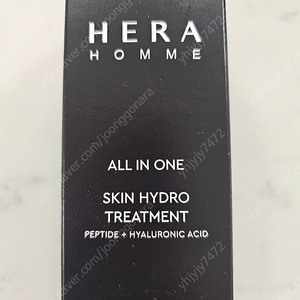 HERA
HOMME
ALL IN ONE
SKIN HYDRO
TREATMENT
PEPTIDE + HYALURONIC ACID